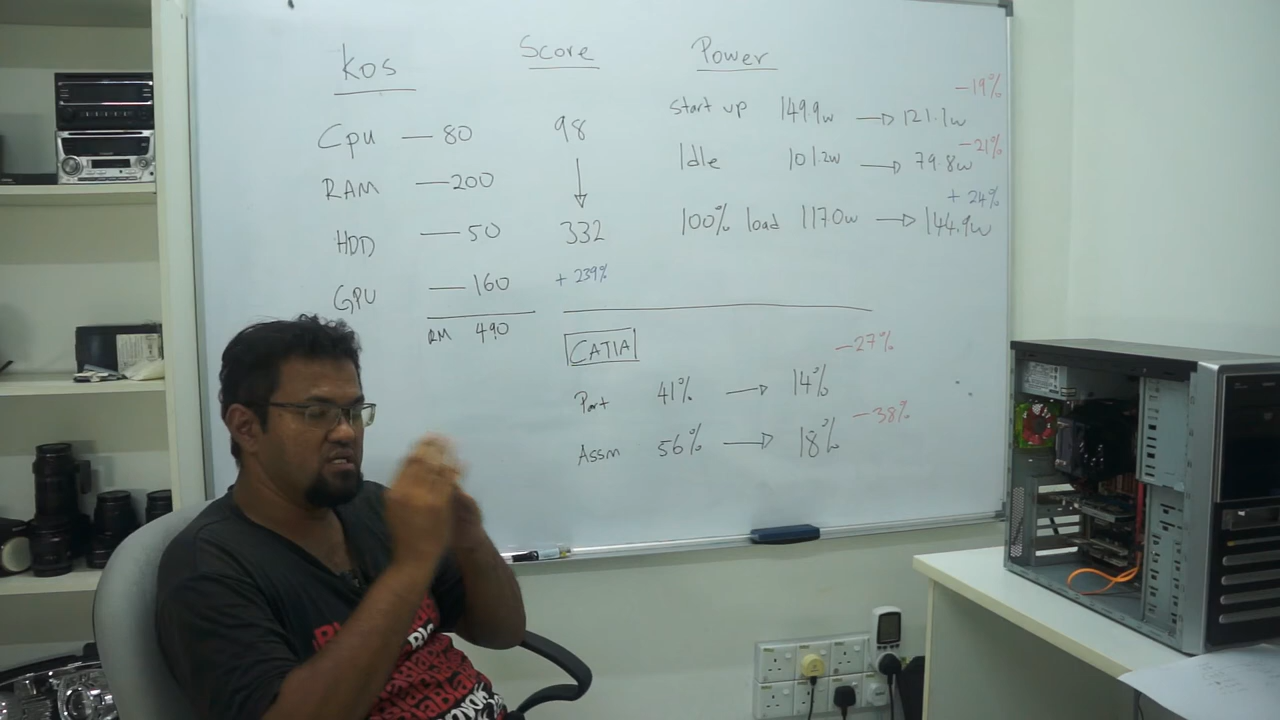 Kos Score Power
-19%
Start up 149.9w → 121.1w
Cpu — 80 98
-21%
Idle 101.2w → 79.8w
RAM — 200
↓
+ 24%
100% load 117.0w → 144.9w
HDD — 50 332
GPU — 160 + 239%
RM 490
CATIA
-27%
Part 41% → 14%
-38%
Assm 56% → 18%